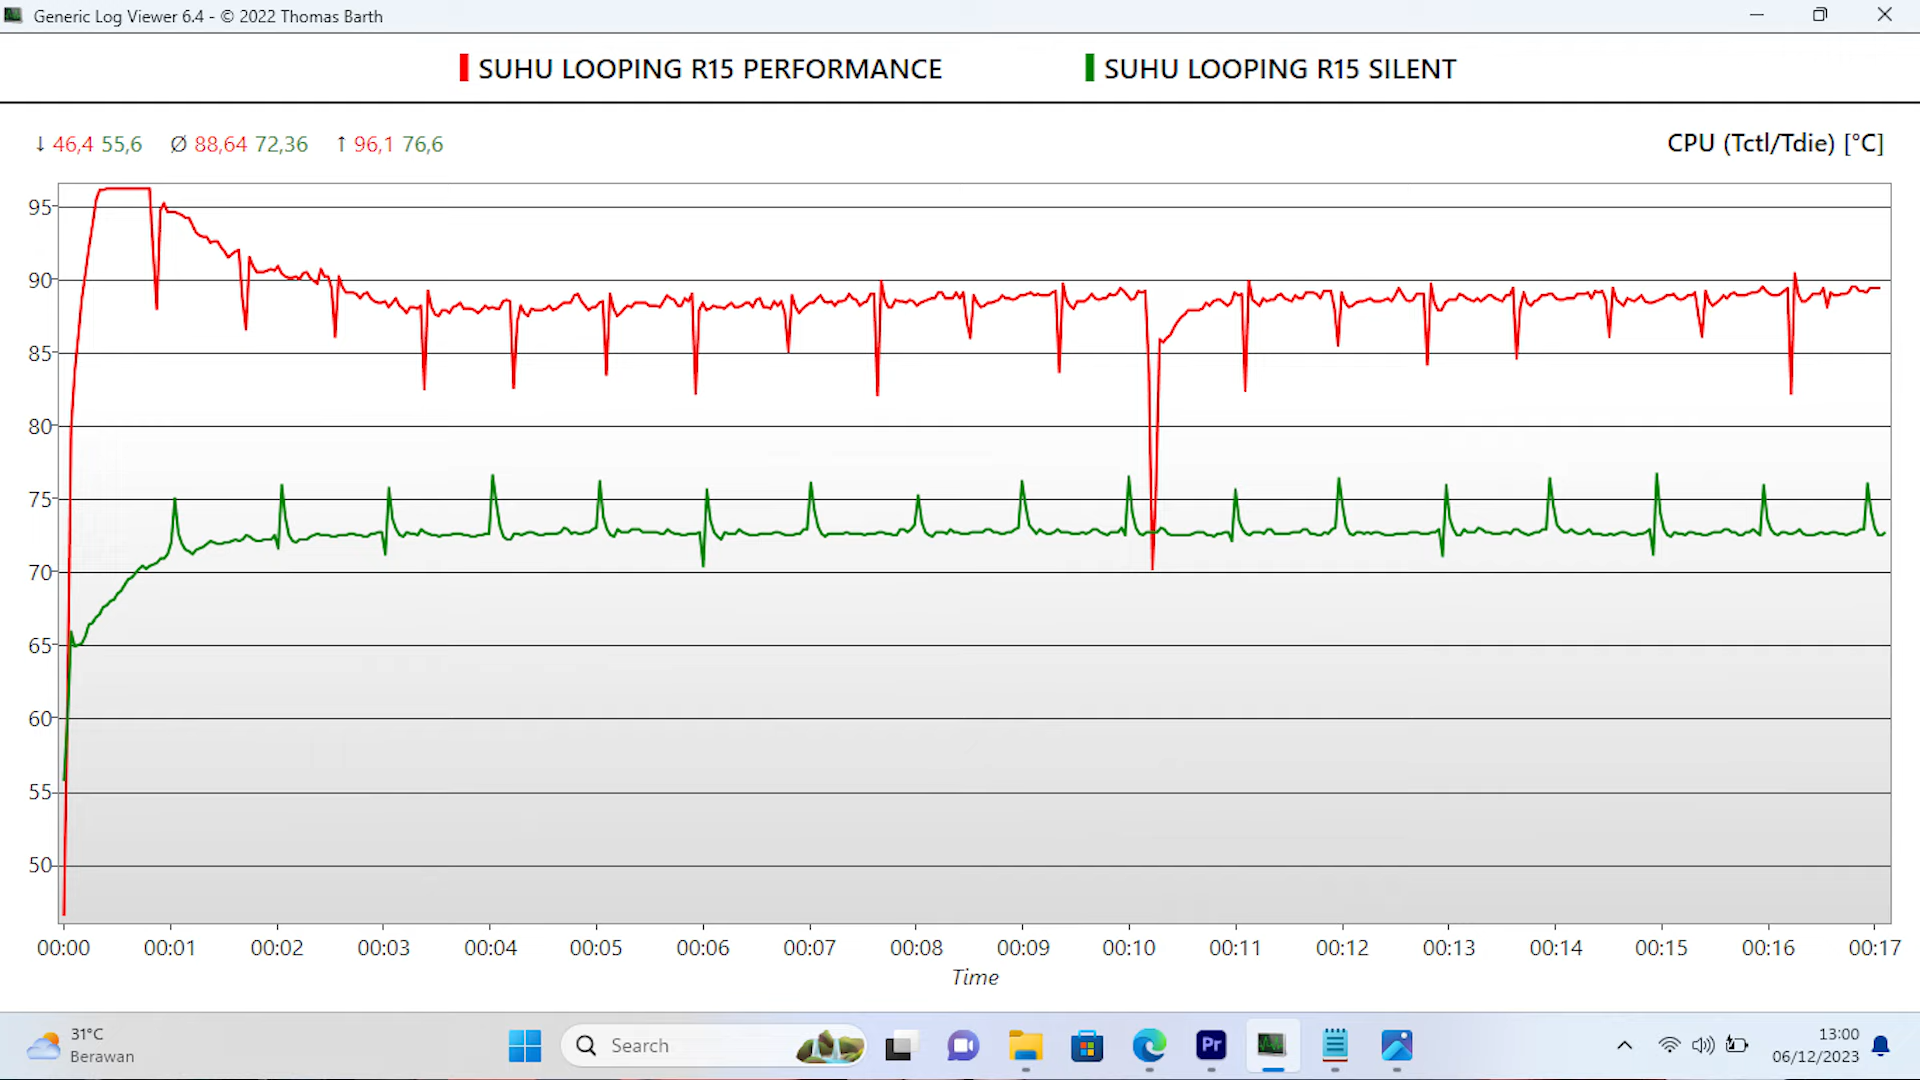 Generic Log Viewer 6.4 - © 2022 Thomas Barth
SUHU LOOPING R15 PERFORMANCE SUHU LOOPING R15 SILENT
↓ 46,4 55,6 Ø 88,64 72,36 ↑ 96,1 76,6 CPU (Tctl/Tdie) [°C]
95
90
85
80
75
70
65
60
55
50
00:00 00:01 00:02 00:03 00:04 00:05 00:06 00:07 00:08 00:09 00:10 00:11 00:12 00:13 00:14 00:15 00:16 00:17
Time
31°C
Berawan
Search
Pr
13:00
06/12/2023